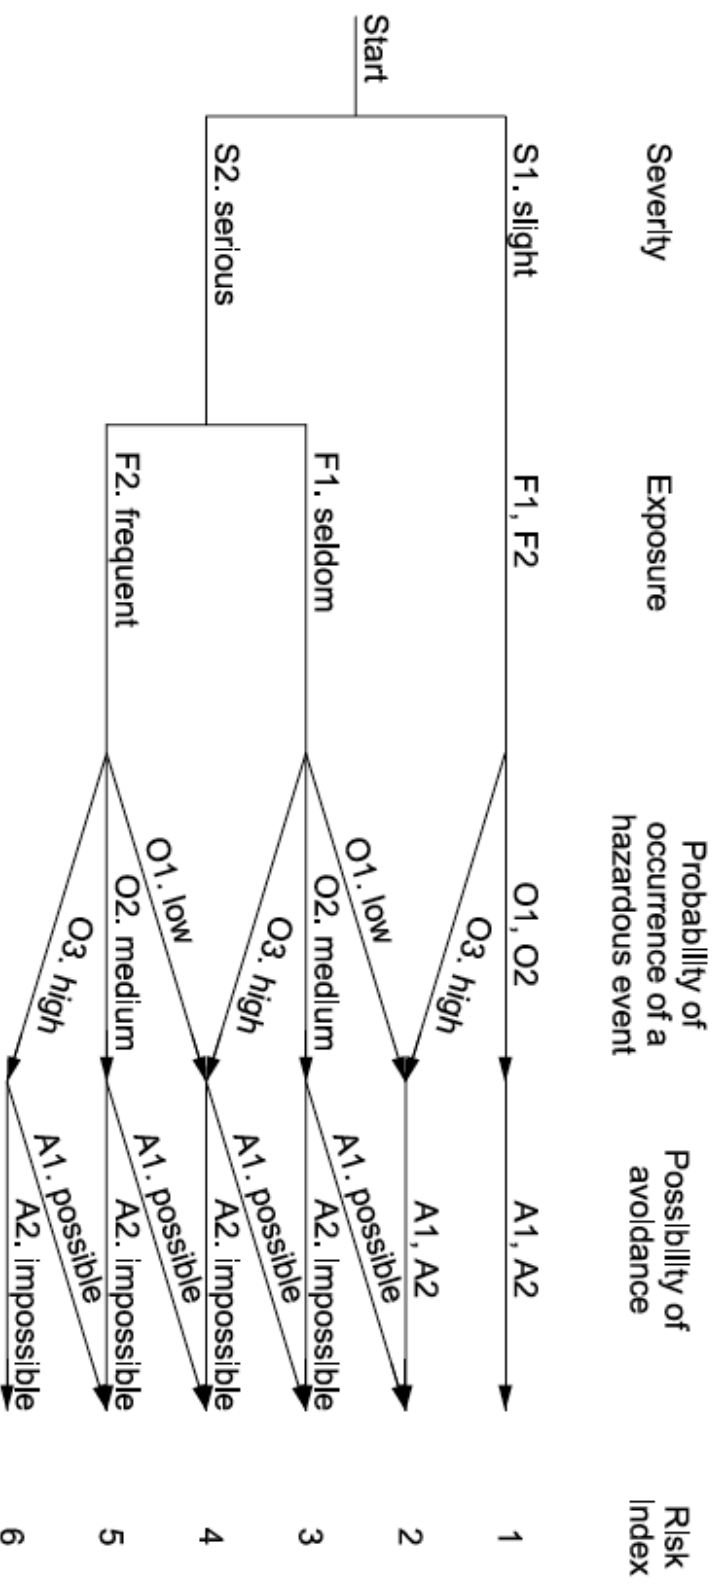 Severity
Exposure
Probability of
occurrence of a
hazardous event
Possibility of
avoidance
Risk
index
Start
S1. slight
F1, F2
O1, O2
A1, A2
1
O3. high
A1, A2
2
O1. low
F1. seldom
O2. medium
A1. possible
A2. impossible
3
O3. high
A1. possible
S2. serious
A2. impossible
4
O1. low
F2. frequent
O2. medium
A1. possible
A2. impossible
5
O3. high
A1. possible
A2. impossible
6